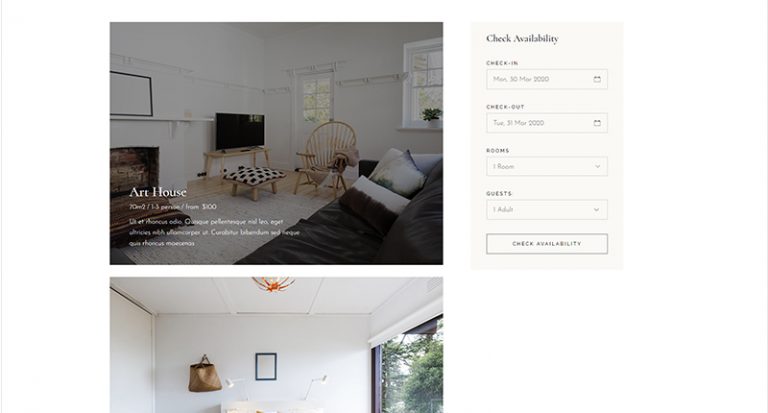 Art House
70m2 / 1-3 person / from $100
Ut et rhoncus odio. Quisque pellentesque nisl leo, eget
ultricies nibh ullamcorper ut. Curabitur bibendum sed neque
quis rhoncus maecenas
Check Availability
CHECK-IN
Mon, 30 Mar 2020
CHECK-OUT
Tue, 31 Mar 2020
ROOMS
1 Room
GUESTS
1 Adult
CHECK AVAILABILITY